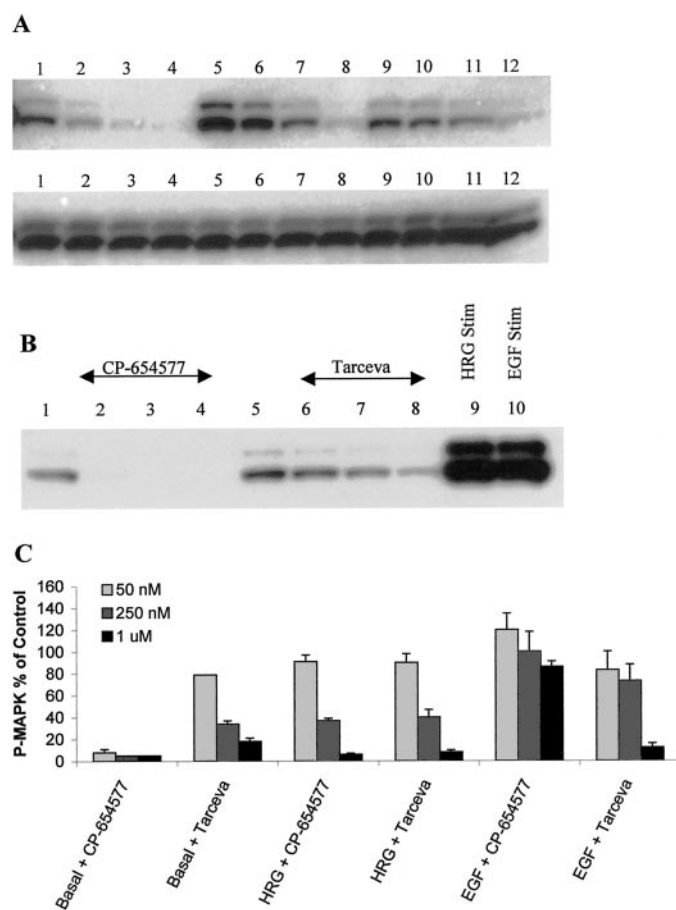 A
1 2 3 4 5 6 7 8 9 10 11 12
1 2 3 4 5 6 7 8 9 10 11 12
B
CP-654577
Tarceva
HRG Stim
EGF Stim
1 2 3 4 5 6 7 8 9 10
C
P-MAPK % of Control
160
140
120
100
80
60
40
20
0
50 nM
250 nM
1 uM
Basal + CP-654577
Basal + Tarceva
HRG + CP-654577
HRG + Tarceva
EGF + CP-654577
EGF + Tarceva